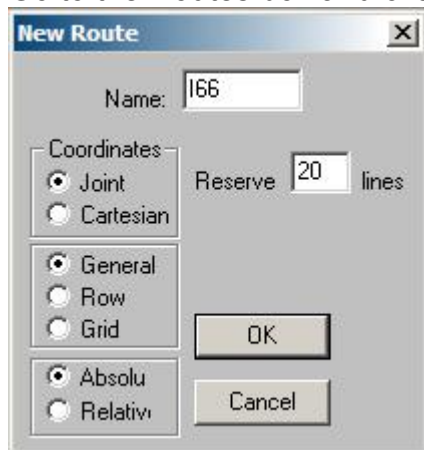 New Route
Name: I66
Coordinates
Joint
Cartesian
Reserve 20 lines
General
Row
Grid
Absolu
Relativ
OK
Cancel